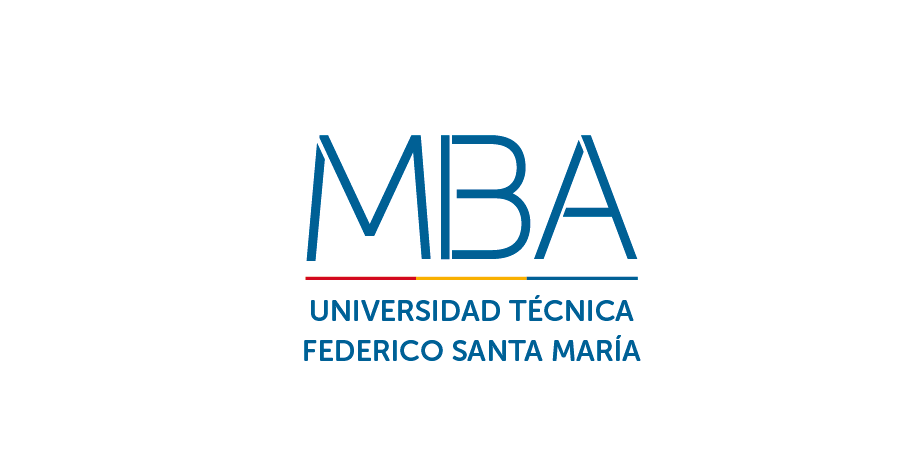 MBA
UNIVERSIDAD TÉCNICA
FEDERICO SANTA MARÍA